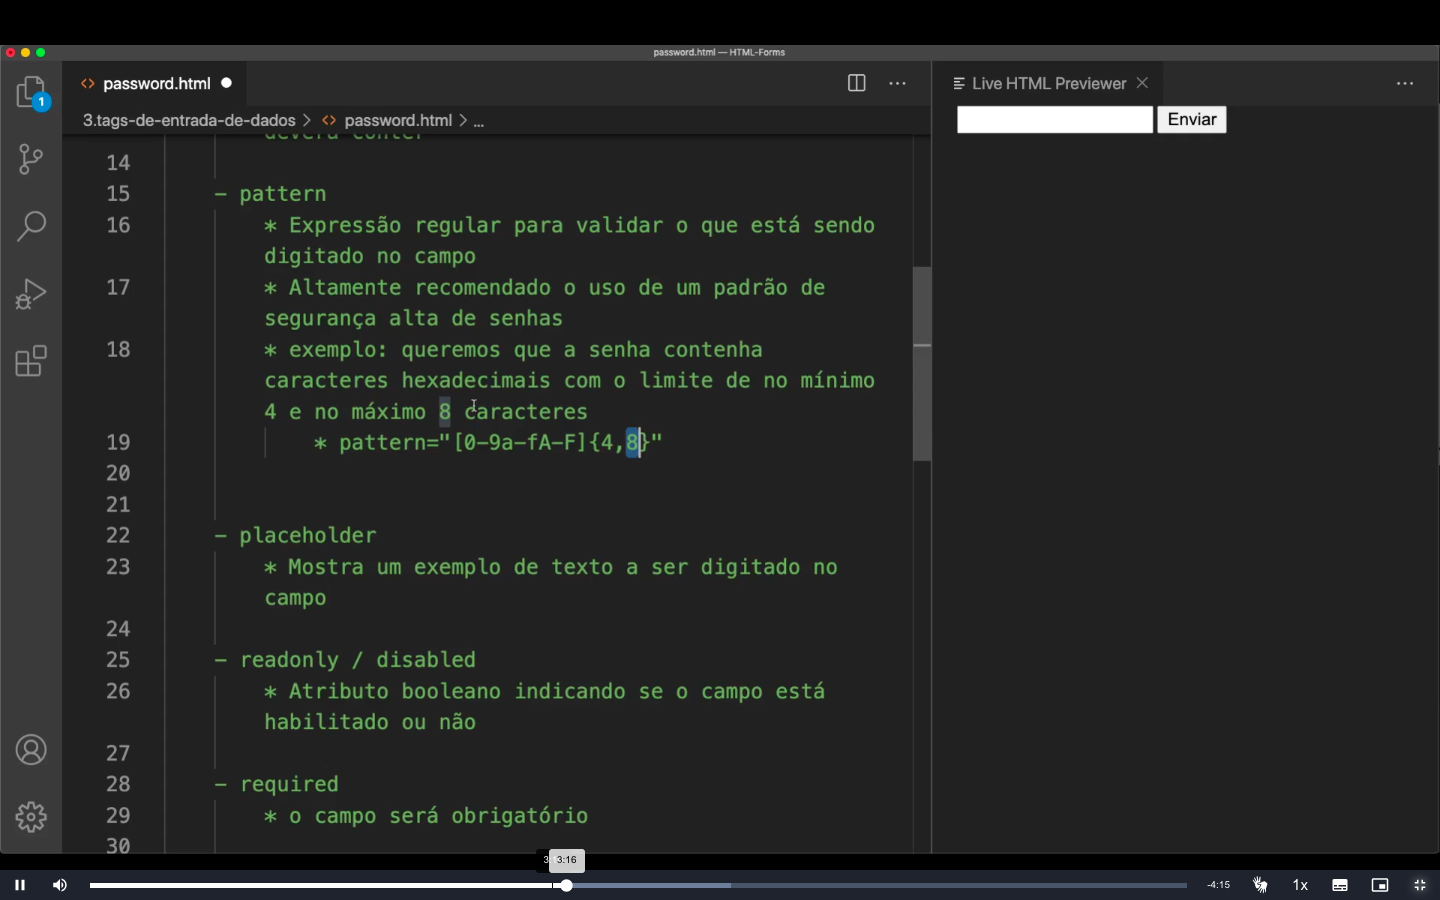 password.html — HTML-Forms
password.html
Live HTML Previewer
1
3.tags-de-entrada-de-dados > password.html > ...
Enviar
deverá conter
14
15 - pattern
16 * Expressão regular para validar o que está sendo
digitado no campo
17 * Altamente recomendado o uso de um padrão de
segurança alta de senhas
18 * exemplo: queremos que a senha contenha
caracteres hexadecimais com o limite de no mínimo
4 e no máximo 8 caracteres
19 * pattern="[0-9a-fA-F]{4,8}"
20
21
22 - placeholder
23 * Mostra um exemplo de texto a ser digitado no
campo
24
25 - readonly / disabled
26 * Atributo booleano indicando se o campo está
habilitado ou não
27
28 - required
29 * o campo será obrigatório
30
3:16
-4:15
1x